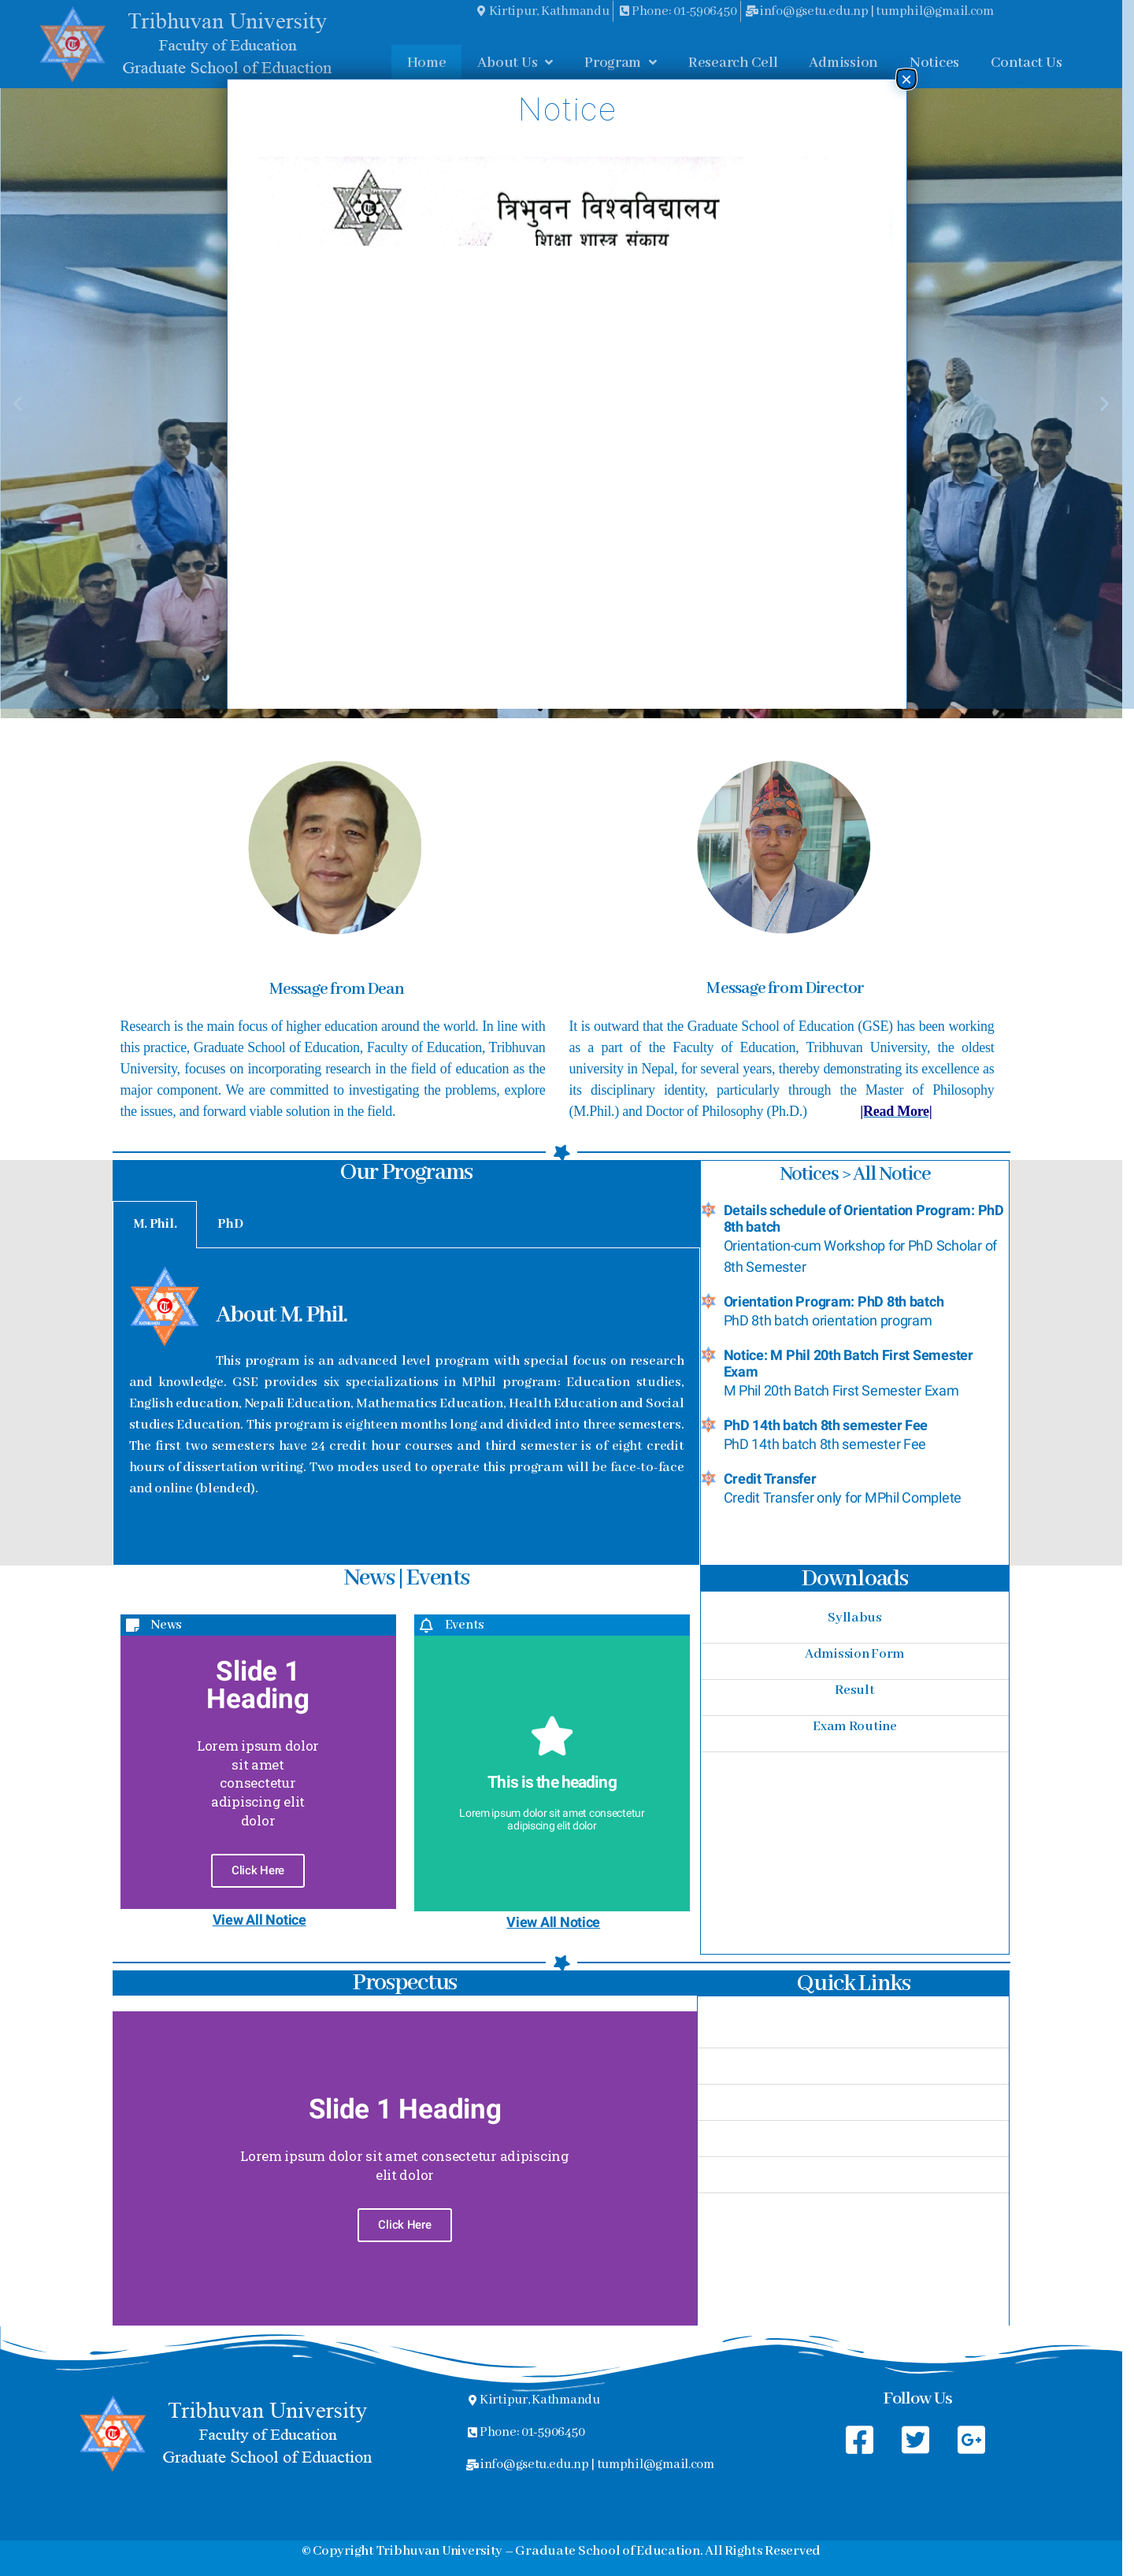 Tribhuvan University
Faculty of Education
Graduate School of Eduaction
Kirtipur, Kathmandu
Phone: 01-5906450
info@gsetu.edu.np | tumphil@gmail.com
Home
About Us
Program
Research Cell
Admission
Notices
Contact Us
×
Notice
त्रिभुवन विश्वविद्यालय
शिक्षा शास्त्र संकाय
Message from Dean
Research is the main focus of higher education around the world. In line with
this practice, Graduate School of Education, Faculty of Education, Tribhuvan
University, focuses on incorporating research in the field of education as the
major component. We are committed to investigating the problems, explore
the issues, and forward viable solution in the field.
Message from Director
It is outward that the Graduate School of Education (GSE) has been working
as a part of the Faculty of Education, Tribhuvan University, the oldest
university in Nepal, for several years, thereby demonstrating its excellence as
its disciplinary identity, particularly through the Master of Philosophy
(M.Phil.) and Doctor of Philosophy (Ph.D.) |Read More|
Our Programs
M. Phil.
PhD
About M. Phil.
This program is an advanced level program with special focus on research
and knowledge. GSE provides six specializations in MPhil program: Education studies,
English education, Nepali Education, Mathematics Education, Health Education and Social
studies Education. This program is eighteen months long and divided into three semesters.
The first two semesters have 24 credit hour courses and third semester is of eight credit
hours of dissertation writing. Two modes used to operate this program will be face-to-face
and online (blended).
Notices > All Notice
Details schedule of Orientation Program: PhD
8th batch
Orientation-cum Workshop for PhD Scholar of
8th Semester
Orientation Program: PhD 8th batch
PhD 8th batch orientation program
Notice: M Phil 20th Batch First Semester
Exam
M Phil 20th Batch First Semester Exam
PhD 14th batch 8th semester Fee
PhD 14th batch 8th semester Fee
Credit Transfer
Credit Transfer only for MPhil Complete
News | Events
News
Slide 1
Heading
Lorem ipsum dolor
sit amet
consectetur
adipiscing elit
dolor
Click Here
View All Notice
Events
This is the heading
Lorem ipsum dolor sit amet consectetur
adipiscing elit dolor
View All Notice
Downloads
Syllabus
Admission Form
Result
Exam Routine
Prospectus
Slide 1 Heading
Lorem ipsum dolor sit amet consectetur adipiscing
elit dolor
Click Here
Quick Links
Tribhuvan University
Faculty of Education
Graduate School of Eduaction
Kirtipur, Kathmandu
Phone: 01-5906450
info@gsetu.edu.np | tumphil@gmail.com
Follow Us
© Copyright Tribhuvan University – Graduate School of Education. All Rights Reserved